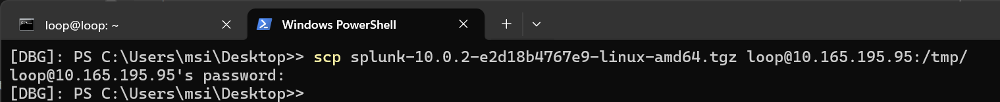 loop@loop: ~
Windows PowerShell
[DBG]: PS C:\Users\msi\Desktop>> scp splunk-10.0.2-e2d18b4767e9-linux-amd64.tgz loop@10.165.195.95:/tmp/
loop@10.165.195.95's password:
[DBG]: PS C:\Users\msi\Desktop>>